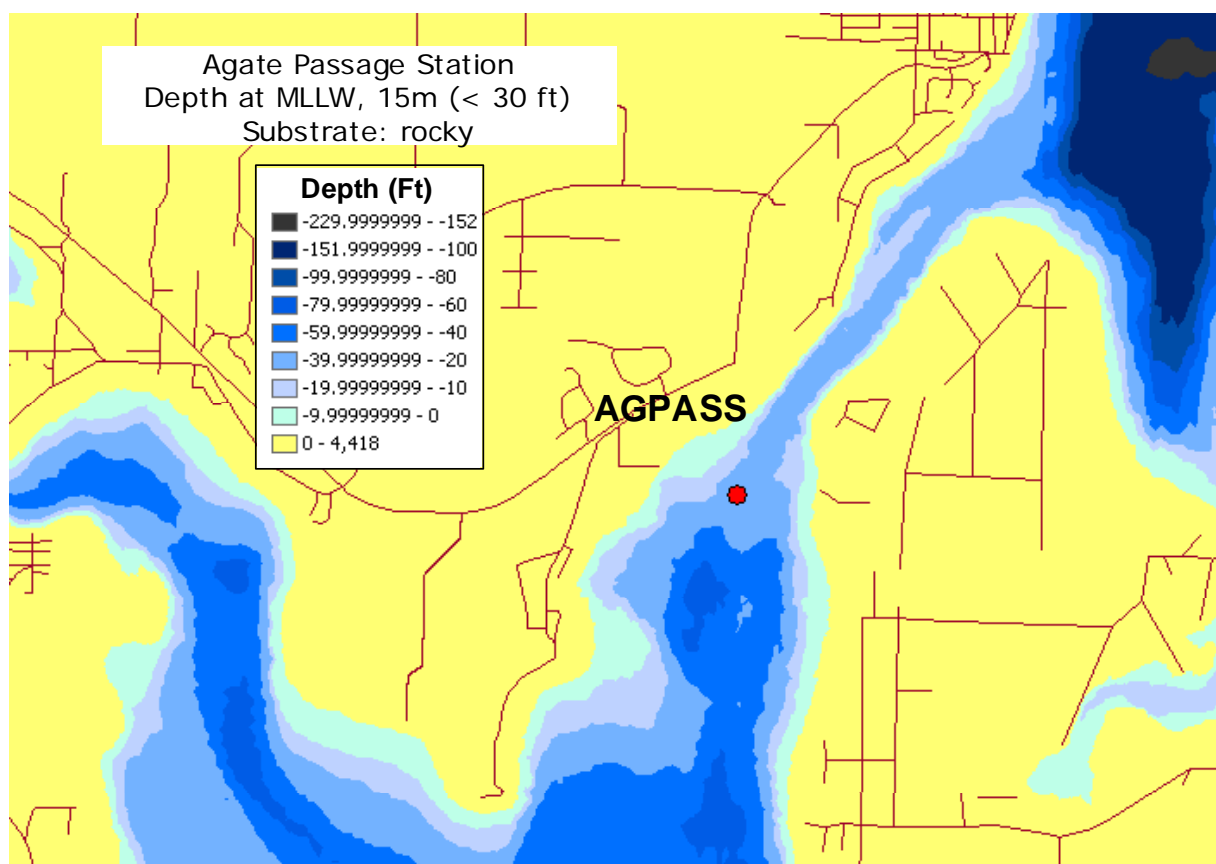 Agate Passage Station
Depth at MLLW, 15m (< 30 ft)
Substrate: rocky
Depth (Ft)
-229.9999999 - -152
-151.9999999 - -100
-99.9999999 - -80
-79.99999999 - -60
-59.99999999 - -40
-39.99999999 - -20
-19.99999999 - -10
-9.99999999 - 0
0 - 4,418
AGPASS